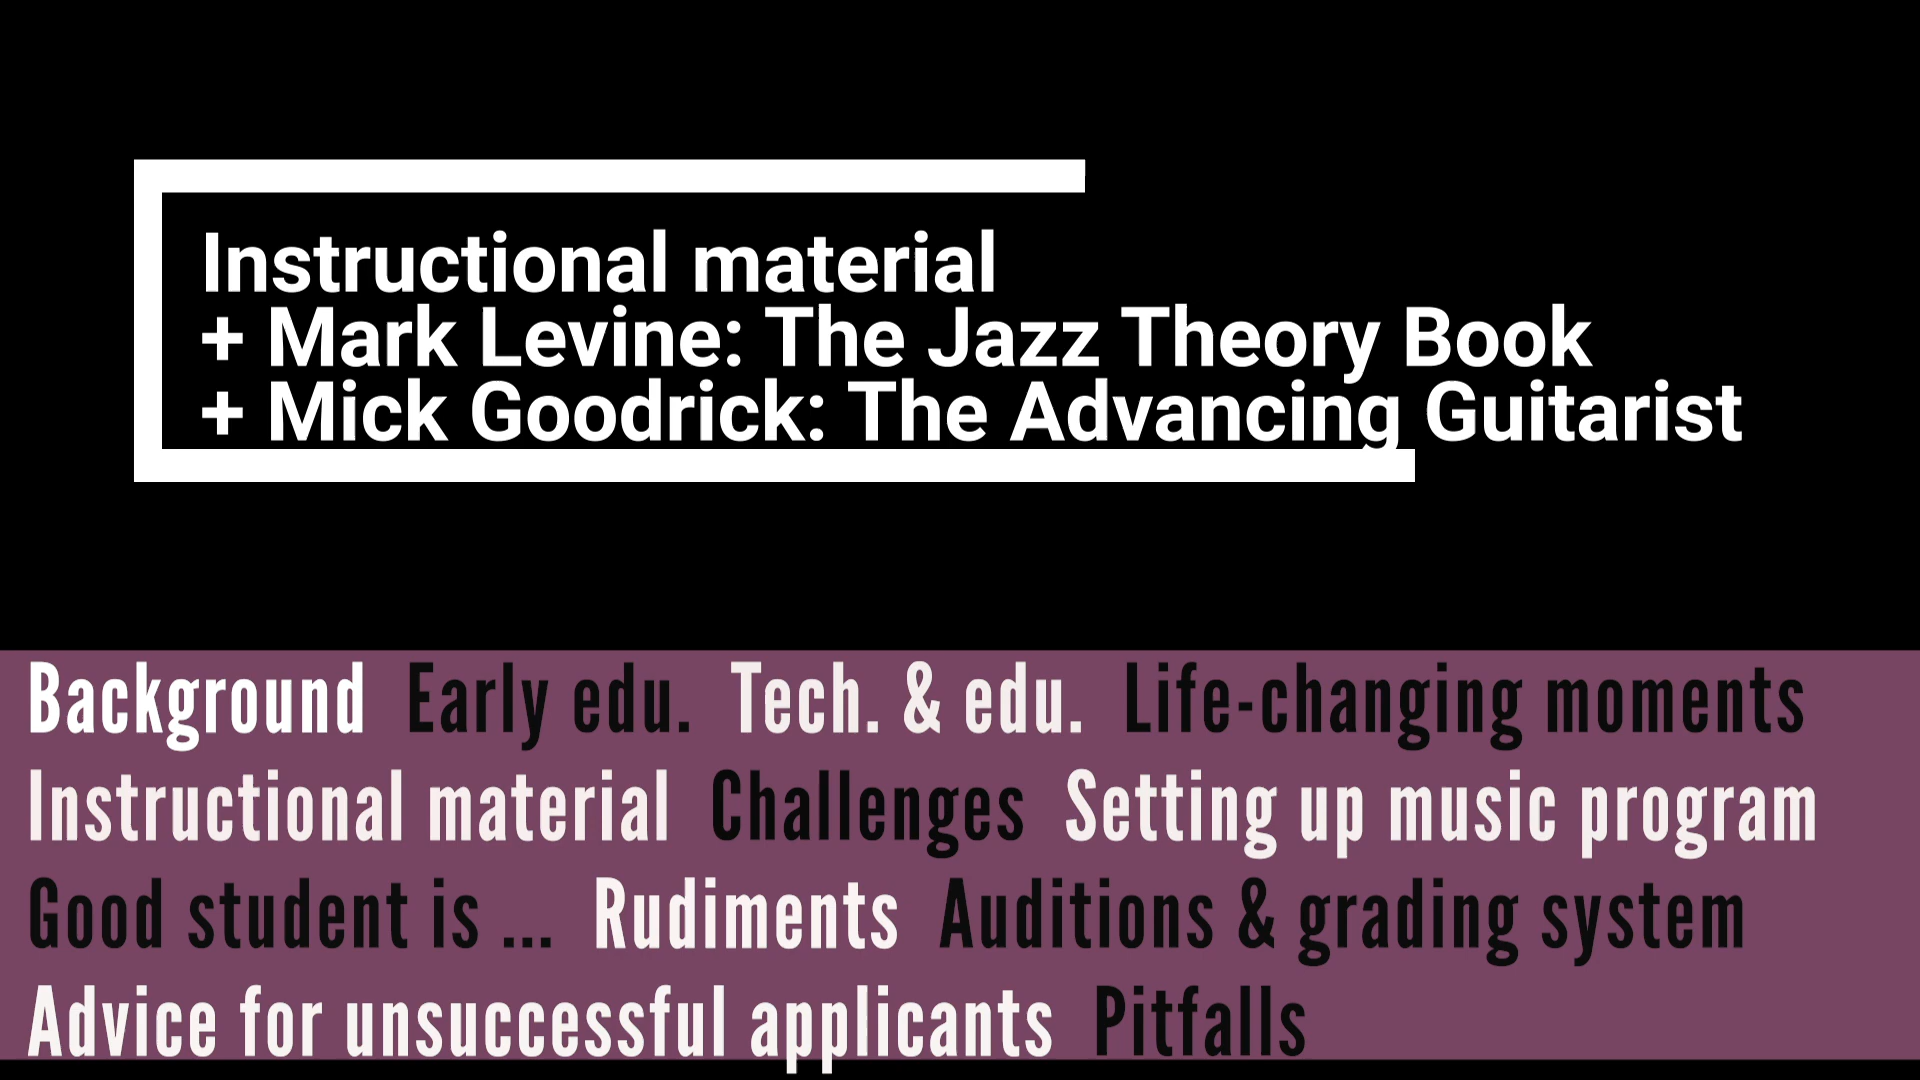 Instructional material
+ Mark Levine: The Jazz Theory Book
+ Mick Goodrick: The Advancing Guitarist
Background Early edu. Tech. & edu. Life-changing moments
Instructional material Challenges Setting up music program
Good student is ... Rudiments Auditions & grading system
Advice for unsuccessful applicants Pitfalls